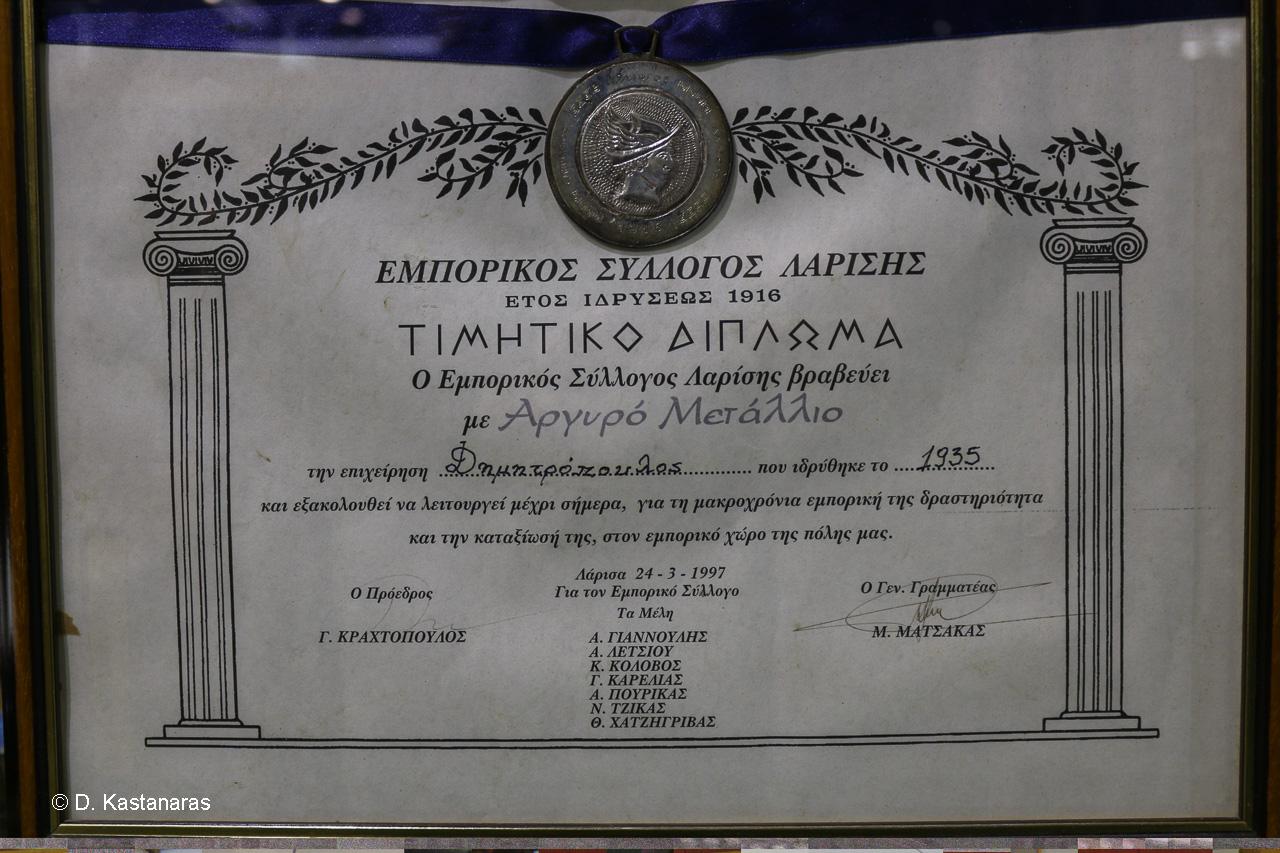 ΕΜΠΟΡΙΚΟΣ ΣΥΛΛΟΓΟΣ ΛΑΡΙΣΗΣ
ΕΤΟΣ ΙΔΡΥΣΕΩΣ 1916
ΤΙΜΗΤΙΚΟ ΔΙΠΛΩΜΑ
Ο Εμπορικός Σύλλογος Λαρίσης βραβεύει
με Αργυρό Μετάλλιο
την επιχείρηση Δημητρόπουλος που ιδρύθηκε το 1935
και εξακολουθεί να λειτουργεί μέχρι σήμερα, για τη μακροχρόνια εμπορική της δραστηριότητα
και την καταξίωσή της, στον εμπορικό χώρο της πόλης μας.
Λάρισα 24 - 3 - 1997
Ο Πρόεδρος Για τον Εμπορικό Σύλλογο Ο Γεν. Γραμματέας
Τα Μέλη
Γ. ΚΡΑΧΤΟΠΟΥΛΟΣ Α. ΓΙΑΝΝΟΥΛΗΣ Μ. ΜΑΤΣΑΚΑΣ
Α. ΛΕΤΣΙΟΥ
Κ. ΚΟΛΟΒΟΣ
Γ. ΚΑΡΕΛΙΑΣ
Α. ΠΟΥΡΙΚΑΣ
Ν. ΤΖΙΚΑΣ
Θ. ΧΑΤΖΗΓΡΙΒΑΣ
© D. Kastanaras